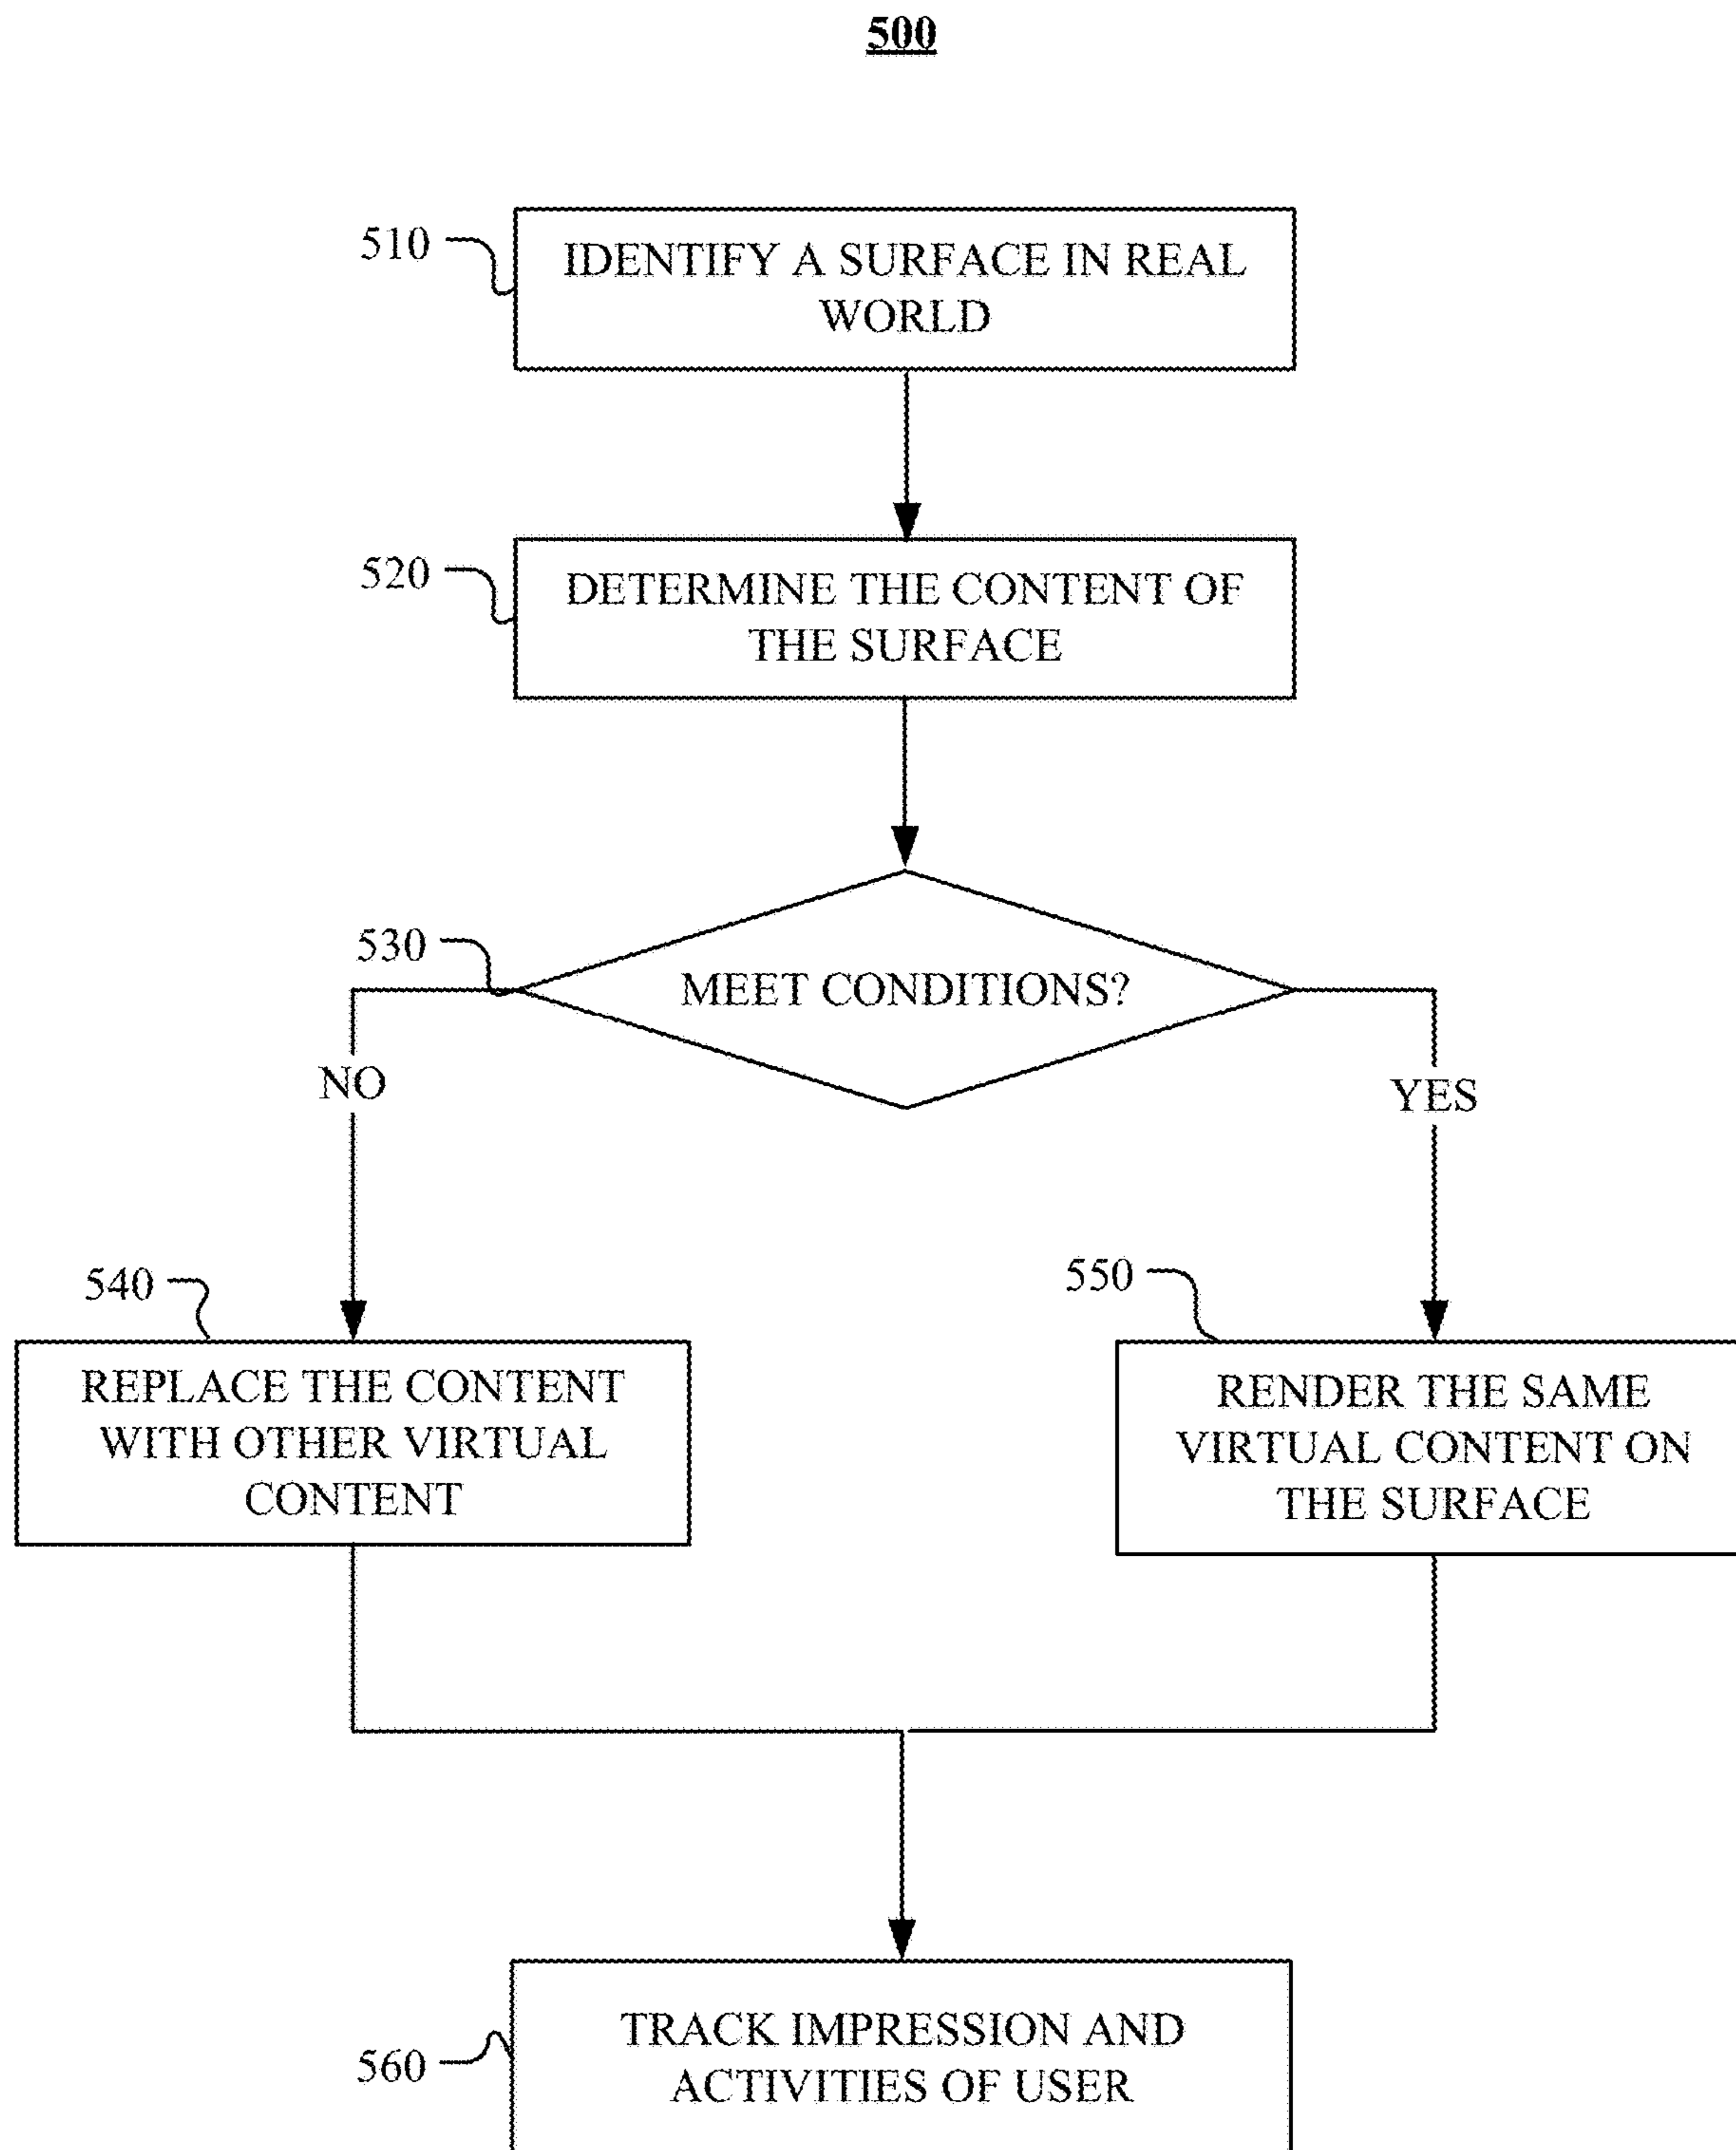 500
510
IDENTIFY A SURFACE IN REAL
WORLD
520
DETERMINE THE CONTENT OF
THE SURFACE
530
MEET CONDITIONS?
NO
YES
540
REPLACE THE CONTENT
WITH OTHER VIRTUAL
CONTENT
550
RENDER THE SAME
VIRTUAL CONTENT ON
THE SURFACE
560
TRACK IMPRESSION AND
ACTIVITIES OF USER